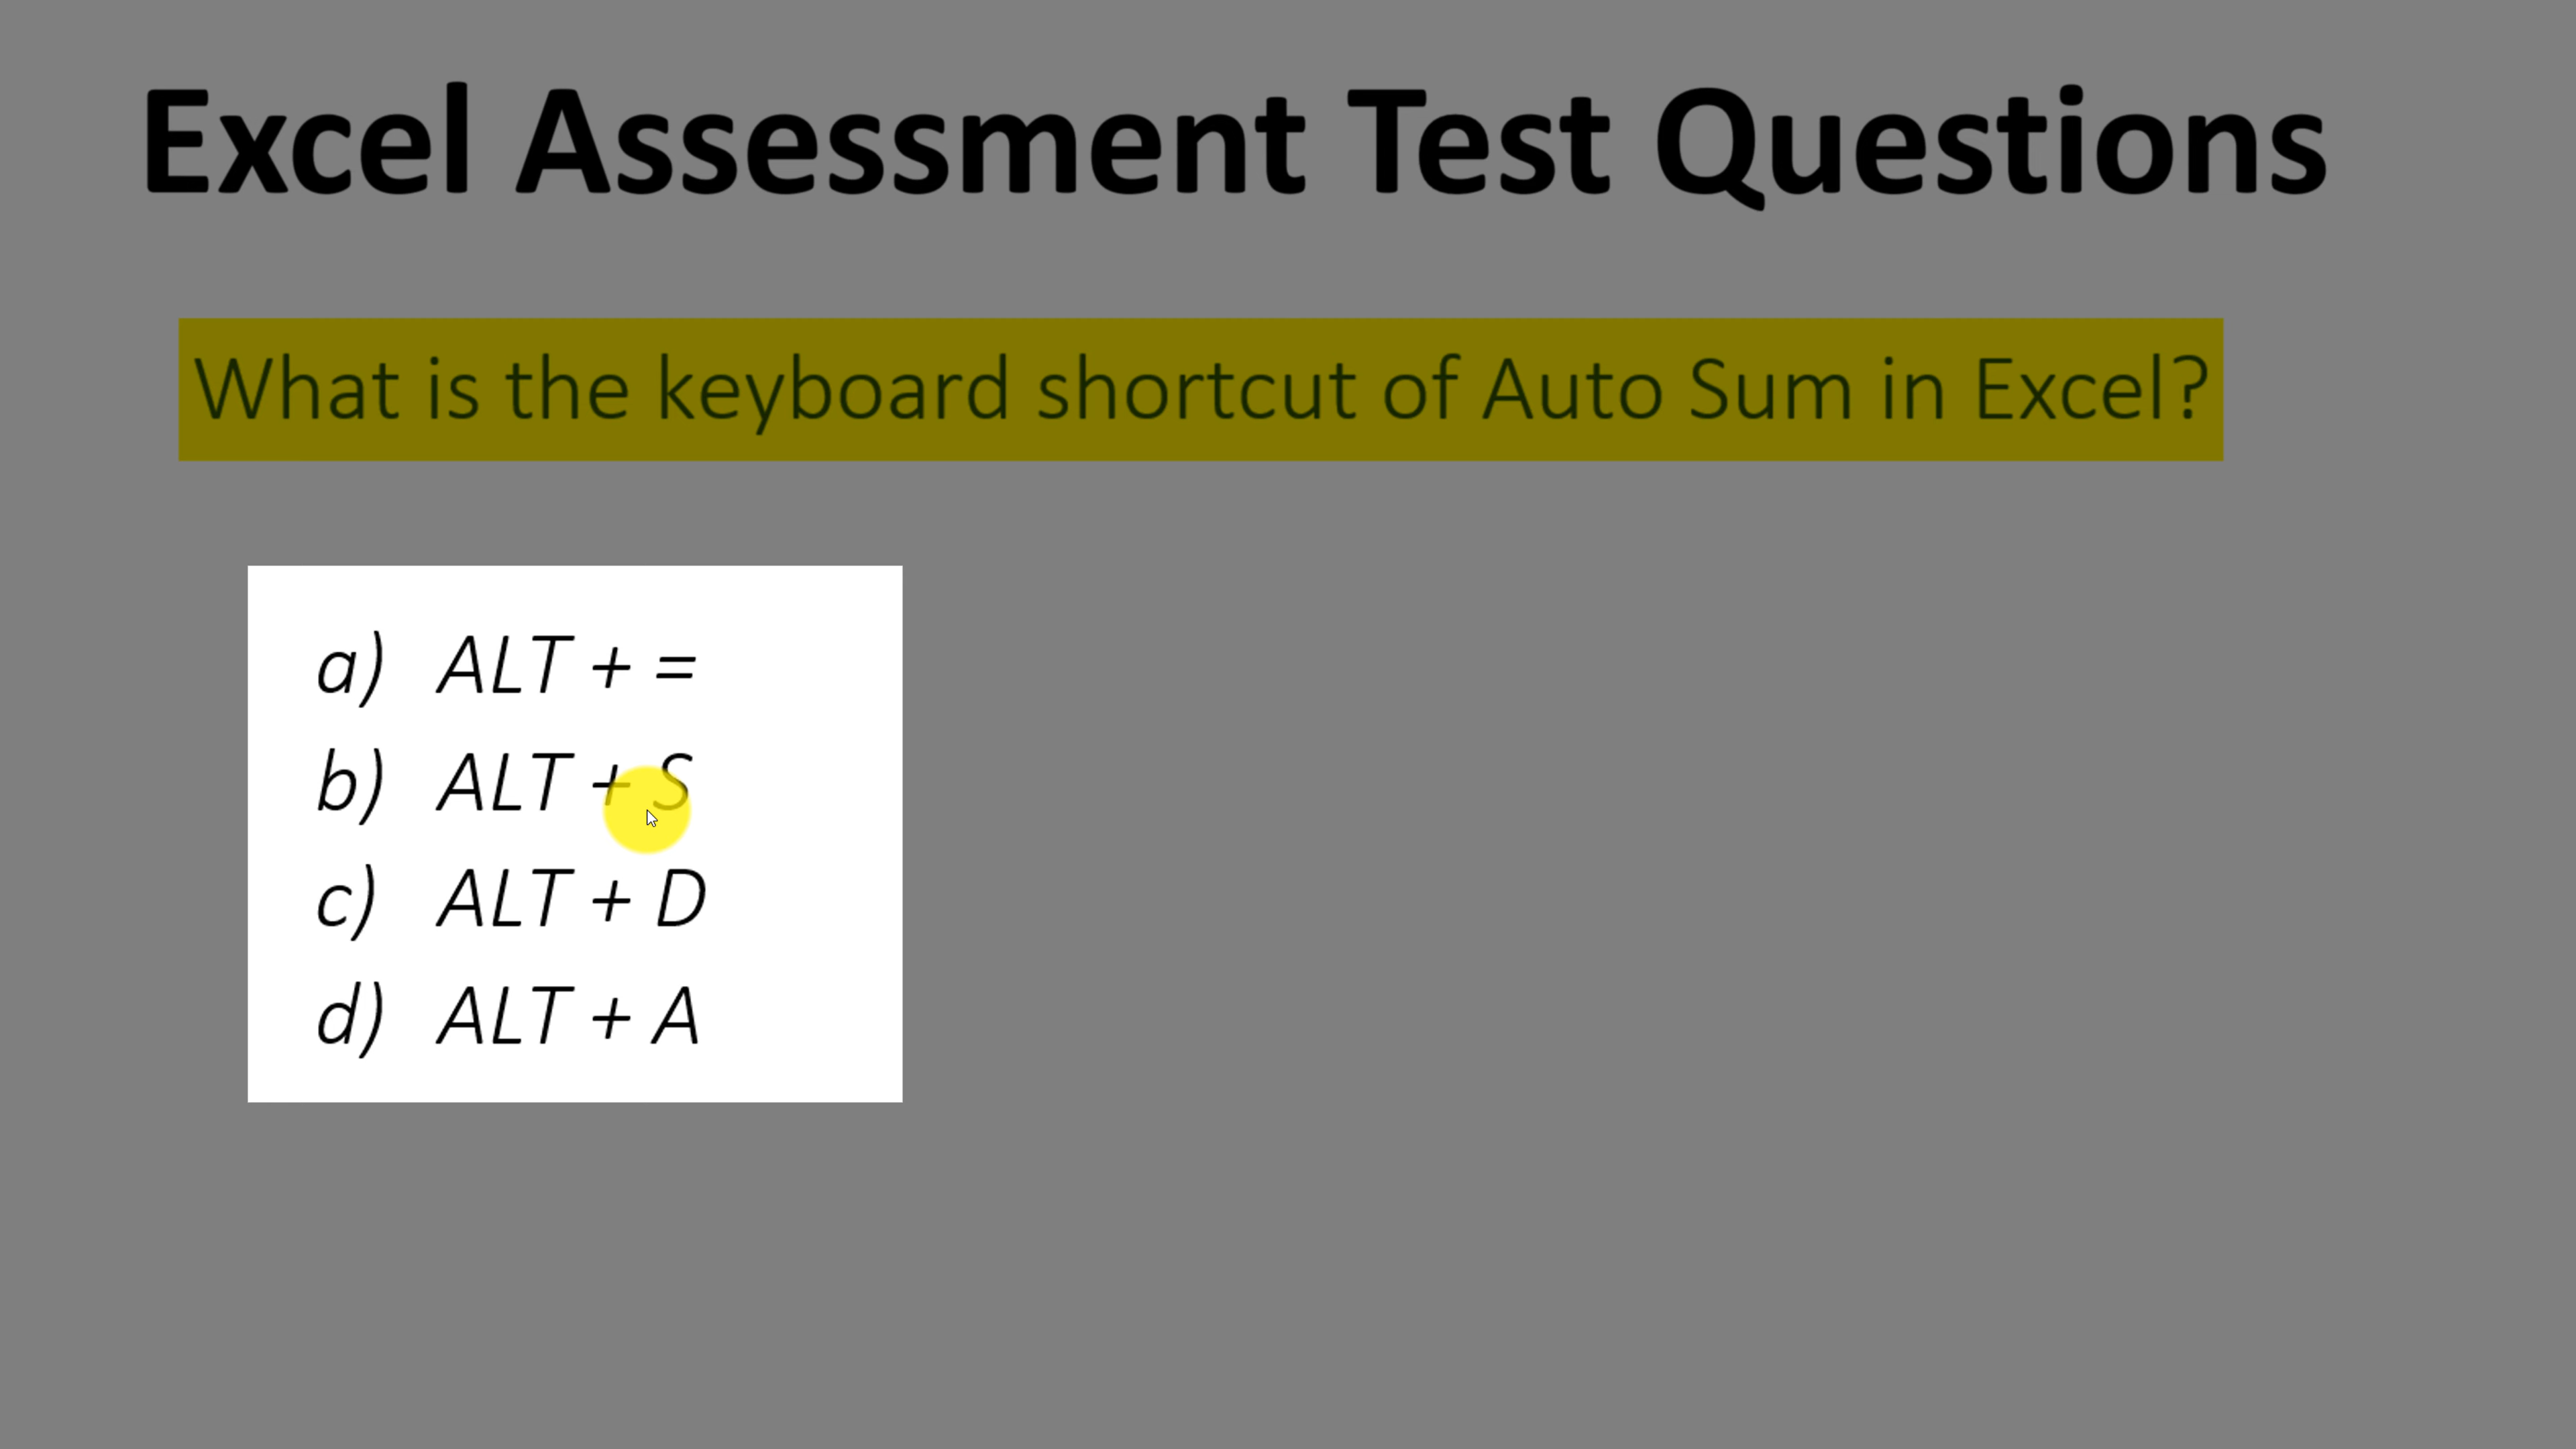 Excel Assessment Test Questions
What is the keyboard shortcut of Auto Sum in Excel?
a) ALT + =
b) ALT + S
c) ALT + D
d) ALT + A